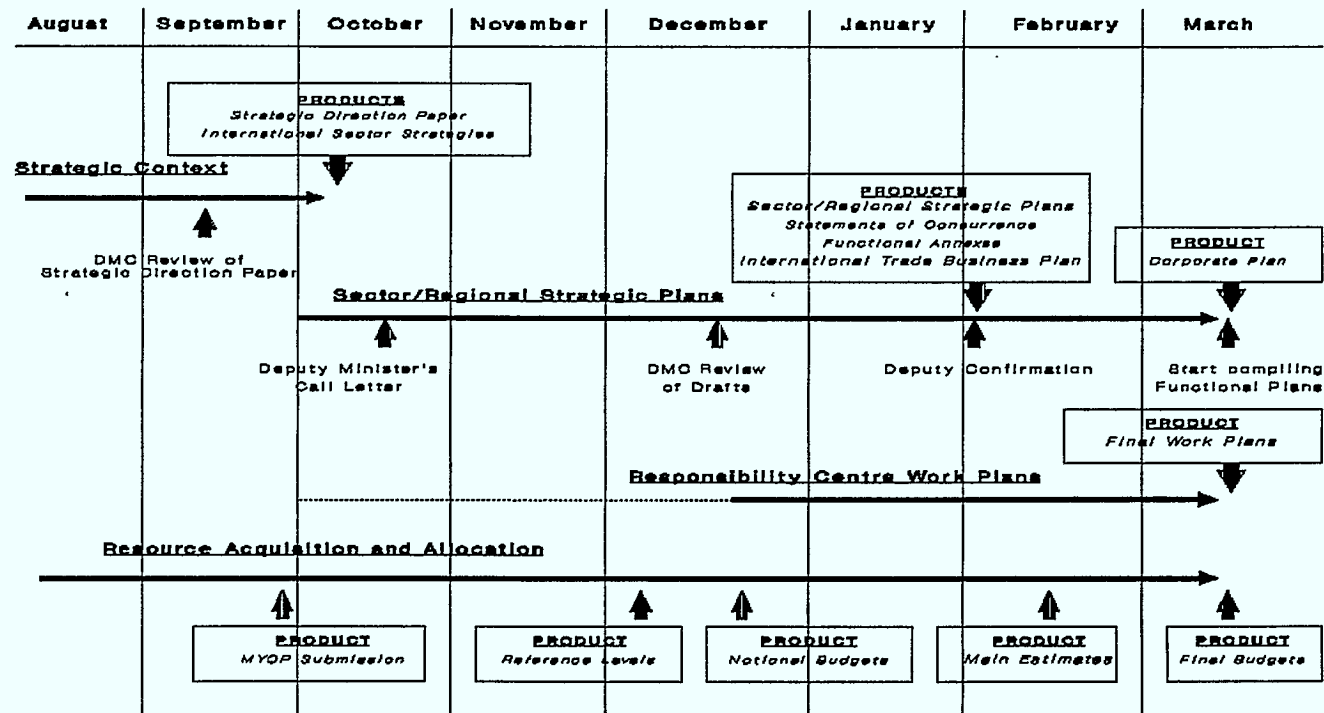 August September October November December January February March
PRODUCTS
Strategic Direction Paper
International Sector Strategies
Strategic Context
DMC Review of
Strategic Direction Paper
PRODUCTS
Sector/Regional Strategic Plans
Statements of Concurrence
Functional Annexes
International Trade Business Plan
PRODUCT
Corporate Plan
Sector/Regional Strategic Plans
Deputy Minister's
Call Letter
DMC Review
of Drafts
Deputy Confirmation
Start compiling
Functional Plans
PRODUCT
Final Work Plans
Responsibility Centre Work Plans
Resource Acquisition and Allocation
PRODUCT
MYOP Submission
PRODUCT
Reference Levels
PRODUCT
Notional Budgets
PRODUCT
Main Estimates
PRODUCT
Final Budgets